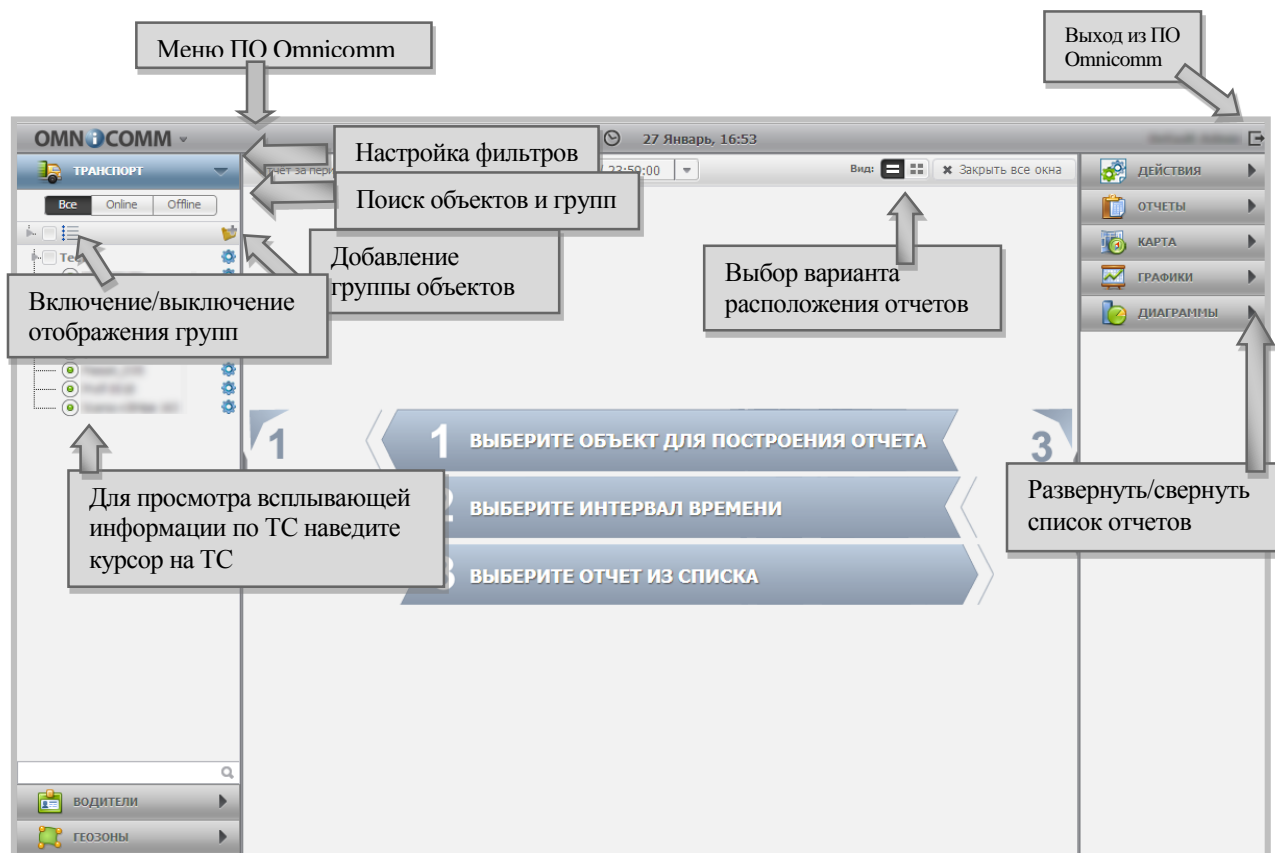 Меню ПО Omnicomm
Выход из ПО
Omnicomm
OMNiCOMM
27 Январь, 16:53
ТРАНСПОРТ
Настройка фильтров
23:59:00
Вид:
Закрыть все окна
ДЕЙСТВИЯ
Все Online Offline
Поиск объектов и групп
ОТЧЕТЫ
Добавление
группы объектов
КАРТА
Включение/выключение
отображения групп
Выбор варианта
расположения отчетов
ГРАФИКИ
ДИАГРАММЫ
1
1 ВЫБЕРИТЕ ОБЪЕКТ ДЛЯ ПОСТРОЕНИЯ ОТЧЕТА
3
Для просмотра всплывающей
информации по ТС наведите
курсор на ТС
2 ВЫБЕРИТЕ ИНТЕРВАЛ ВРЕМЕНИ
Развернуть/свернуть
список отчетов
3 ВЫБЕРИТЕ ОТЧЕТ ИЗ СПИСКА
ВОДИТЕЛИ
ГЕОЗОНЫ